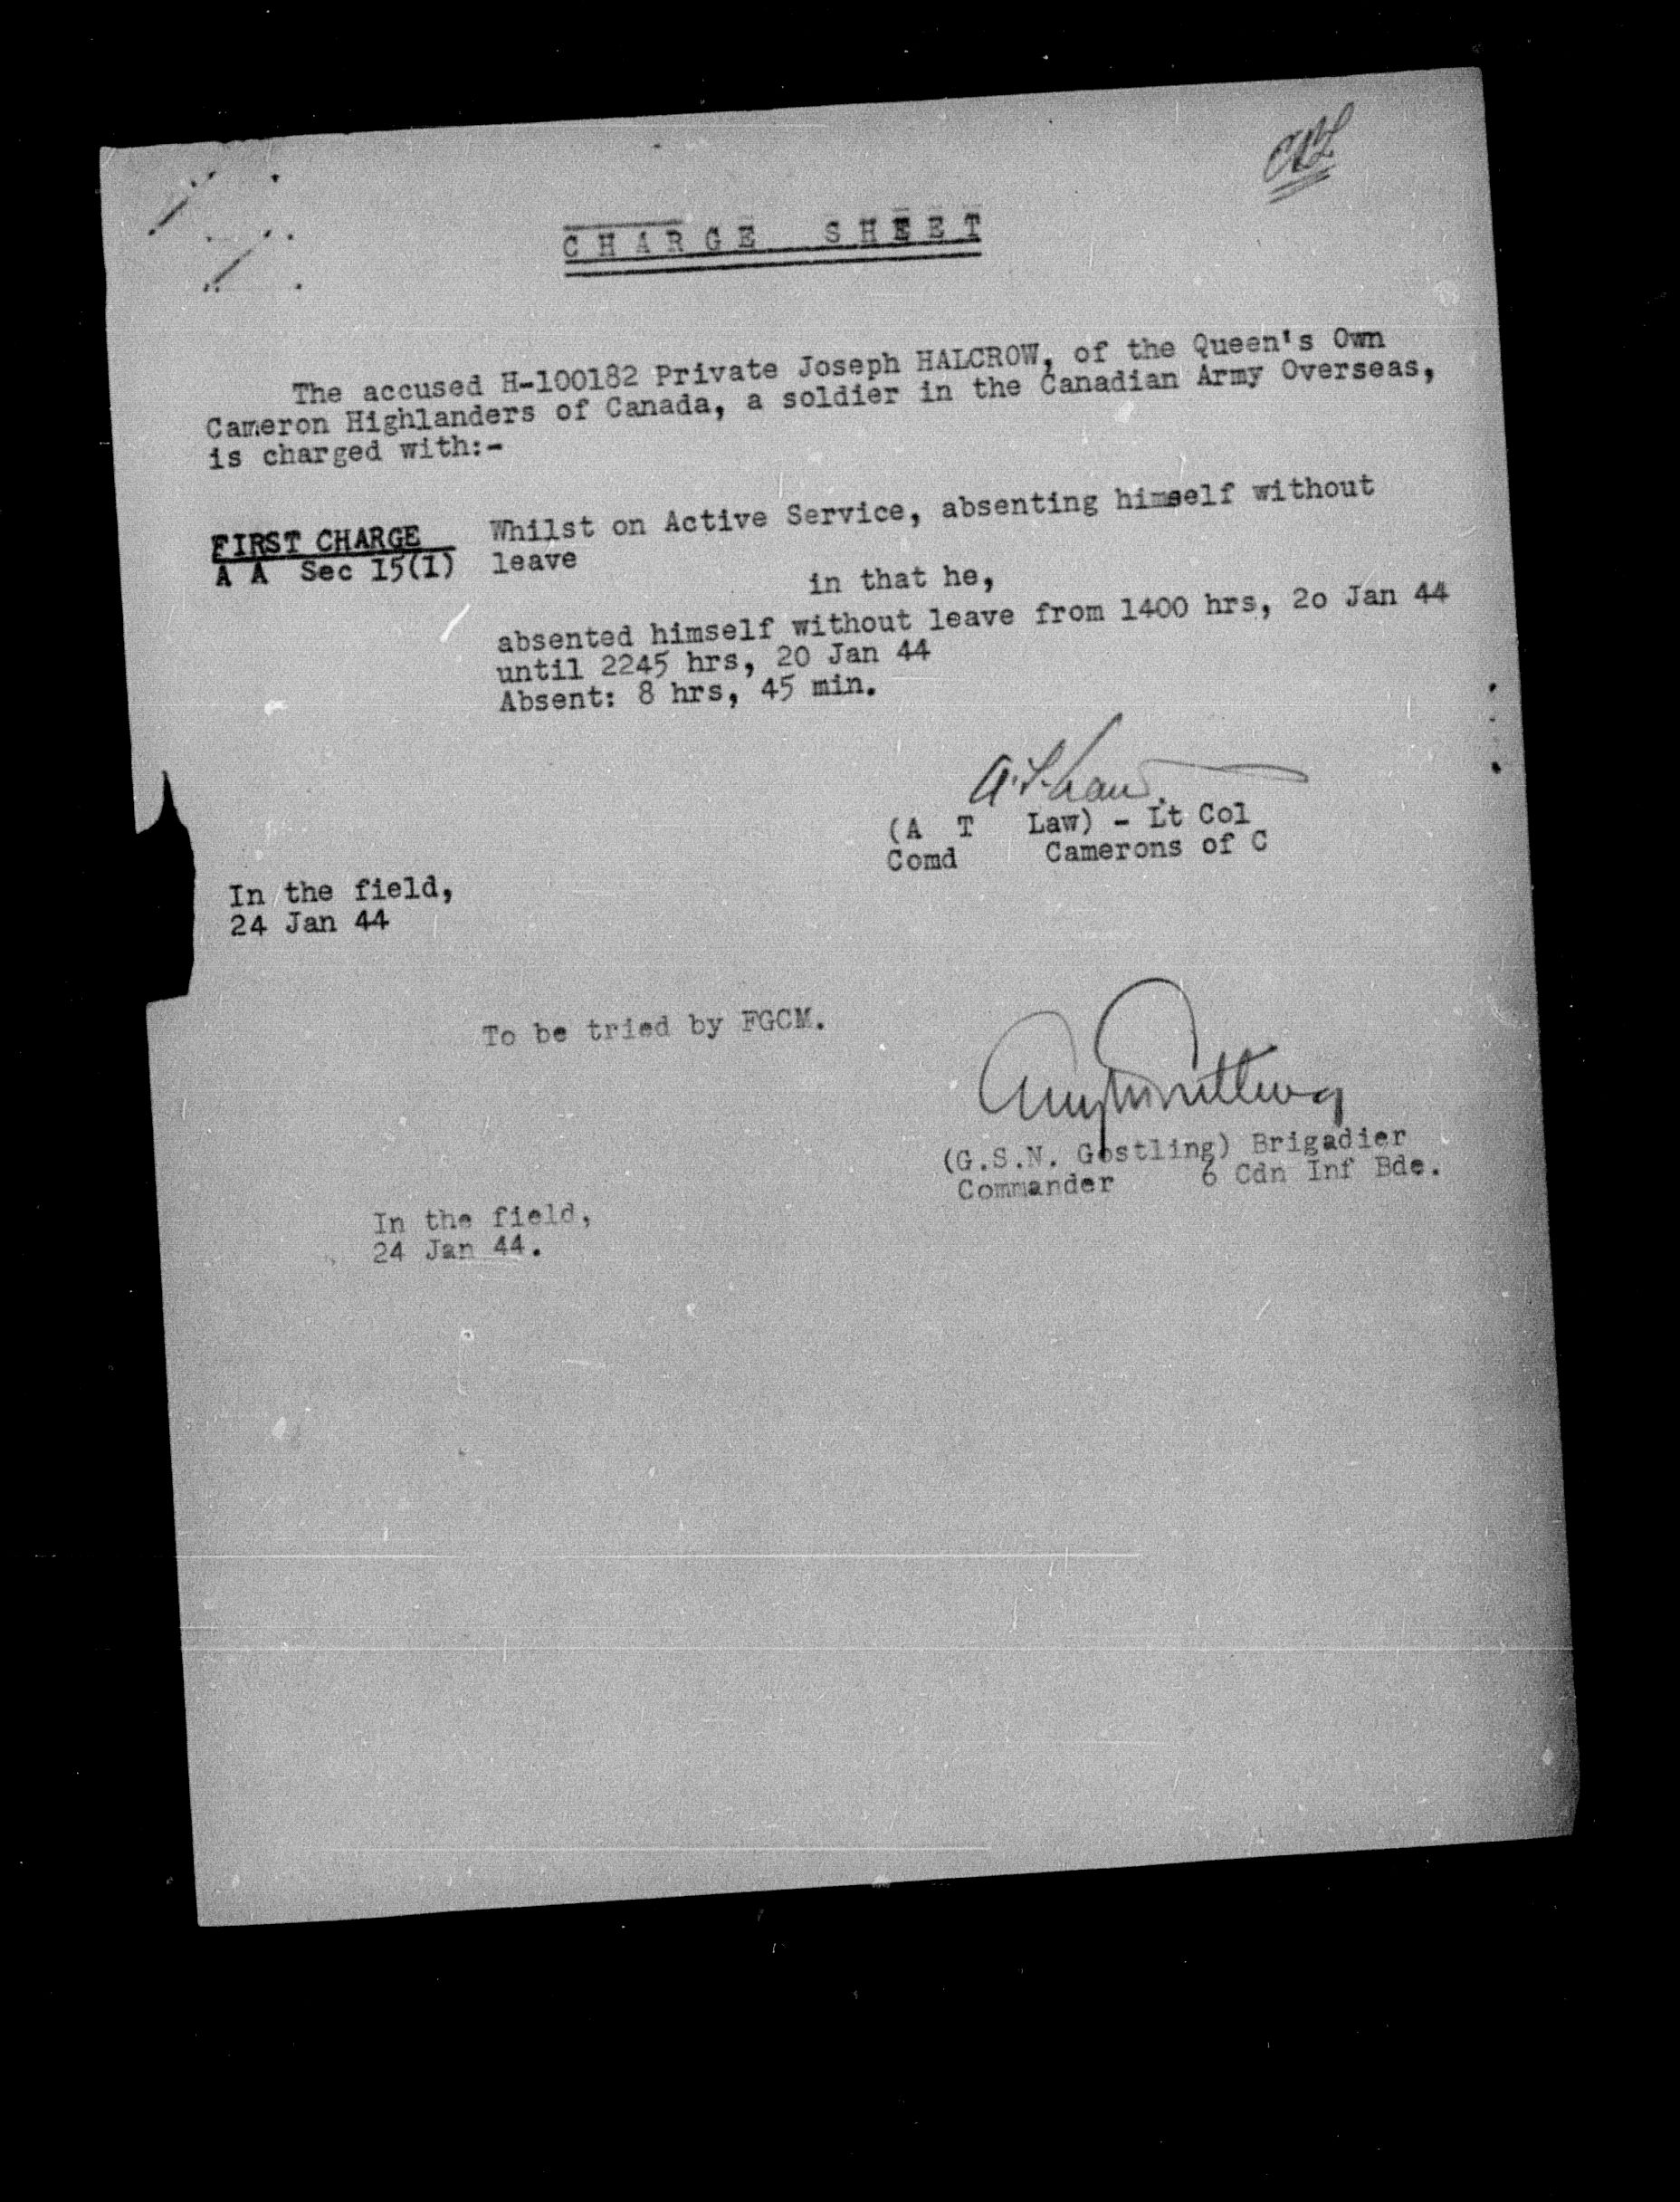 CHARGE SHEET
The accused H-100182 Private Joseph HALCROW, of the Queen's Own
Cameron Highlanders of Canada, a soldier in the Canadian Army Overseas,
is charged with:-
FIRST CHARGE Whilst on Active Service, absenting himself without
A A Sec 15(1) leave
in that he,
absented himself without leave from 1400 hrs, 2o Jan 44
until 2245 hrs, 20 Jan 44
Absent: 8 hrs, 45 min.
A.T. Law.
(A T Law) - Lt Col
Comd Camerons of C
In the field,
24 Jan 44
To be tried by FGCM.
(G.S.N. Gostling) Brigadier
Commander 6 Cdn Inf Bde.
In the field,
24 Jan 44.